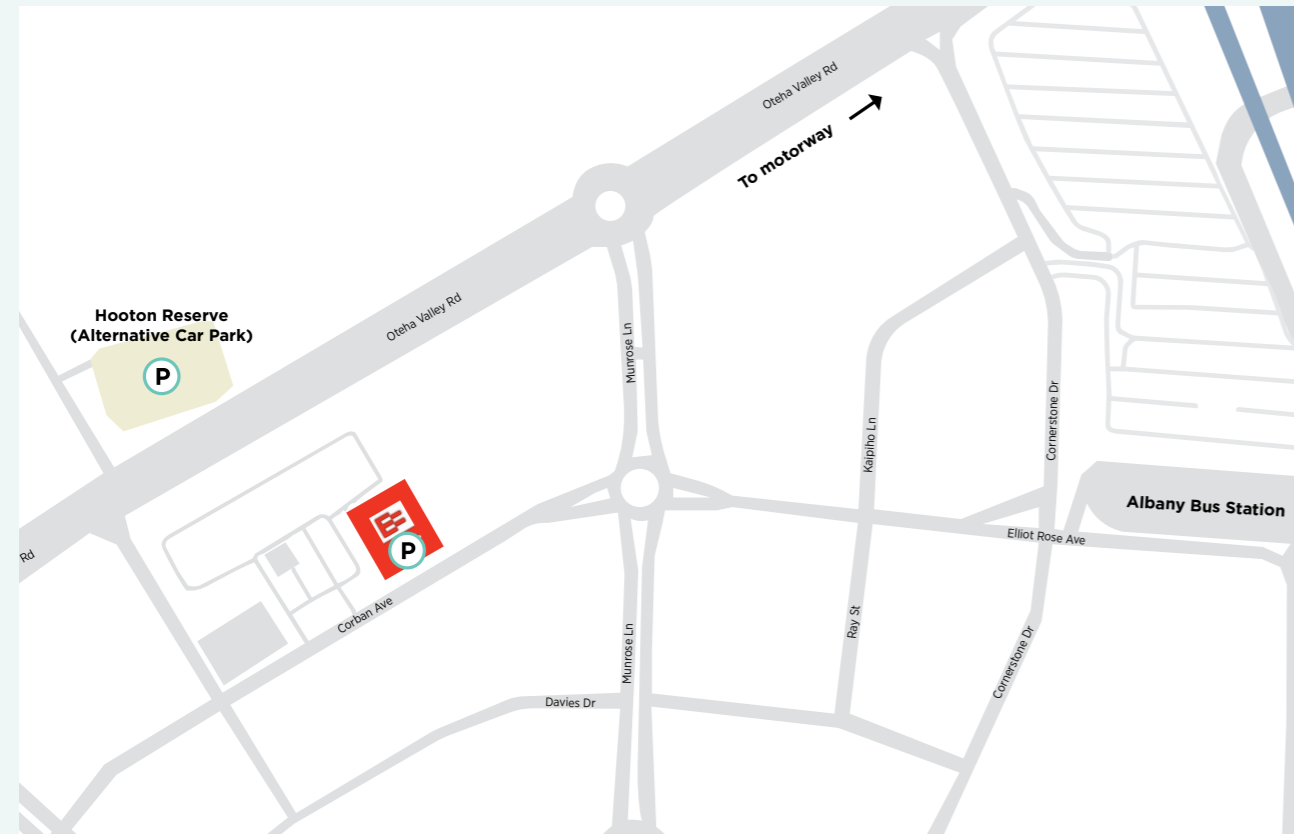 Oteha Valley Rd
To motorway
Hooton Reserve
(Alternative Car Park)
P
Oteha Valley Rd
Munrose Ln
Cornerstone Dr
Kaipiho Ln
Albany Bus Station
Elliot Rose Ave
P
Rd
Corban Ave
Ray St
Munrose Ln
Cornerstone Dr
Davies Dr